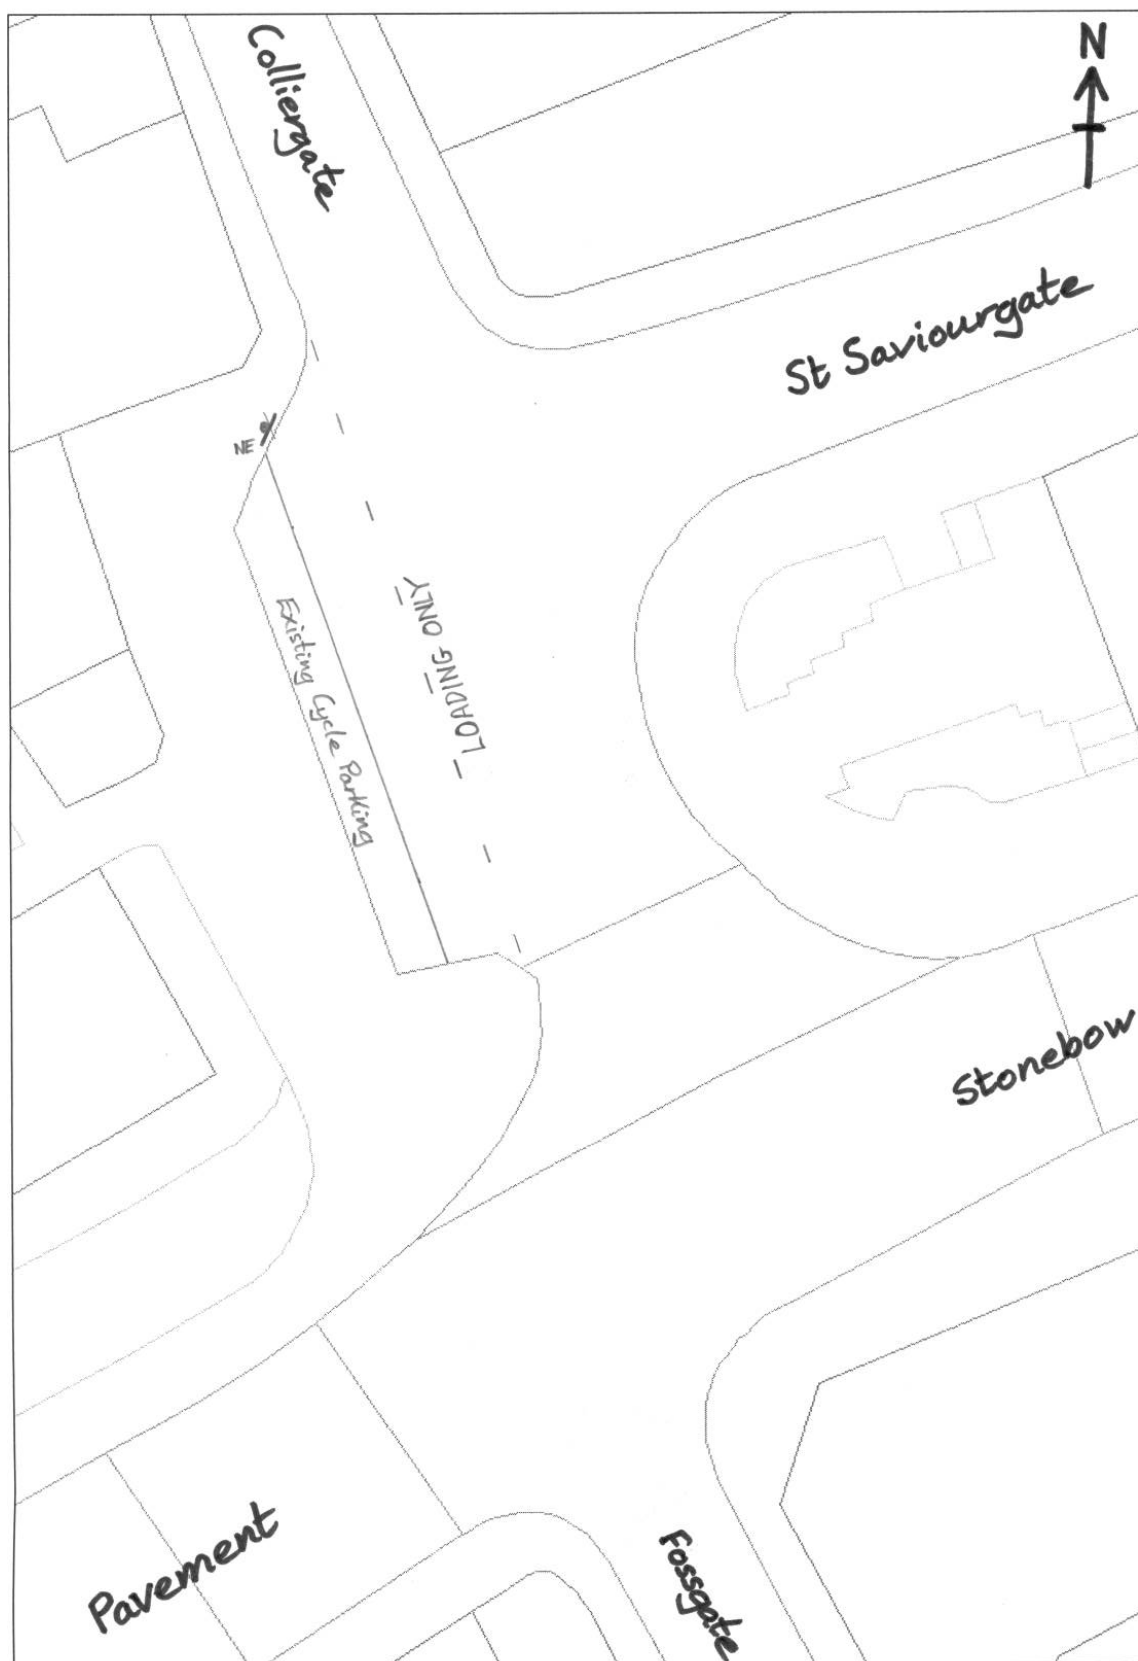 Colliergate
N
St Saviourgate
NE
LOADING ONLY
Existing Cycle Parking
Stonebow
Pavement
Fossgate